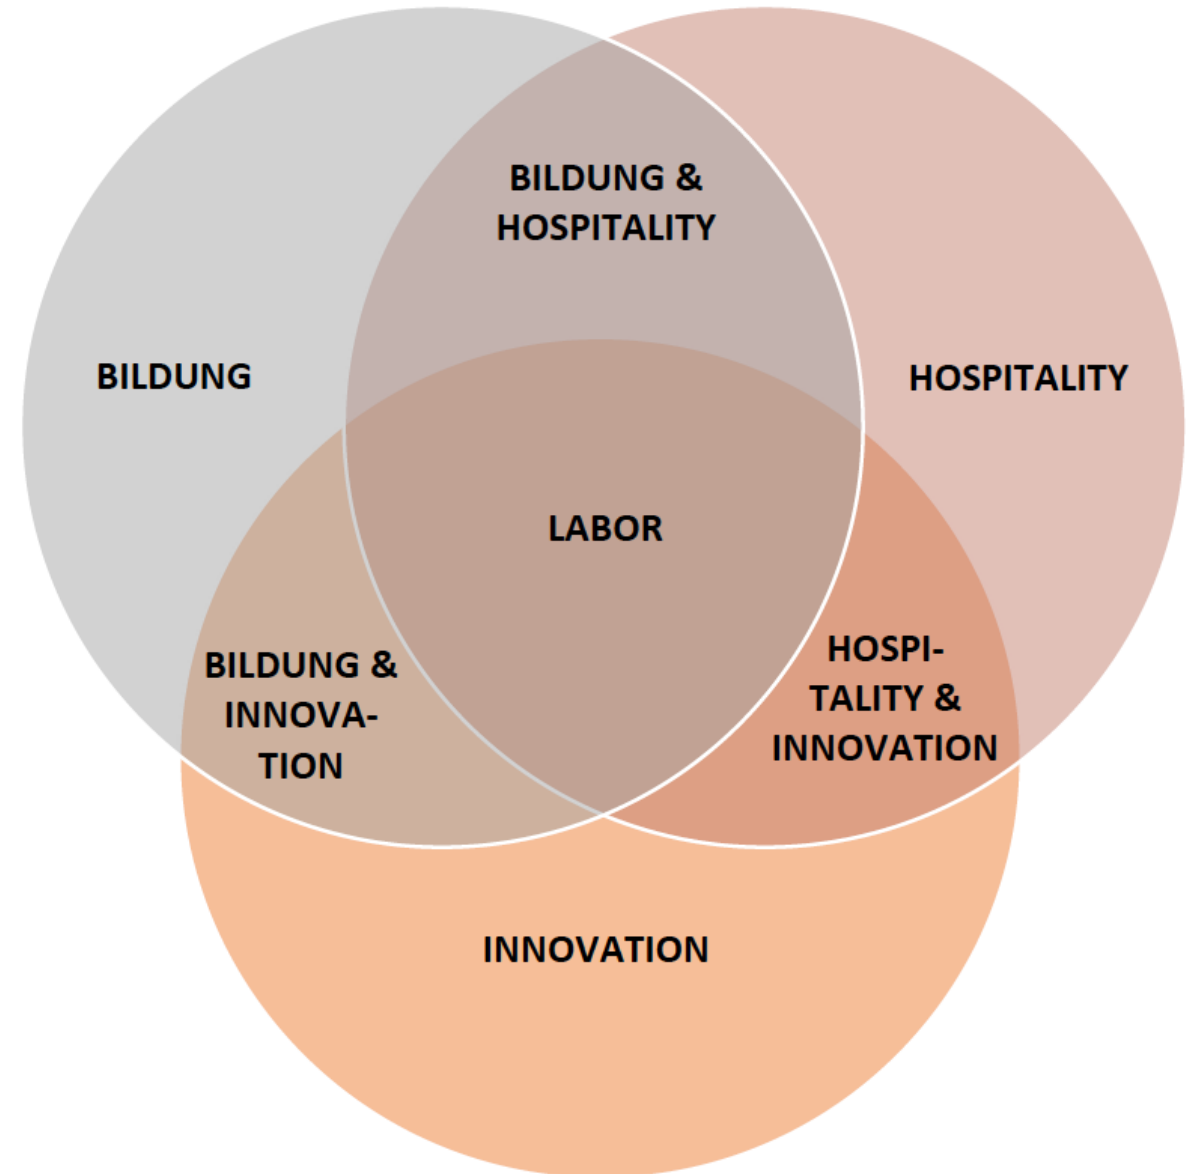 BILDUNG &
HOSPITALITY
BILDUNG
HOSPITALITY
LABOR
BILDUNG &
INNOVA-
TION
HOSPI-
TALITY &
INNOVATION
INNOVATION